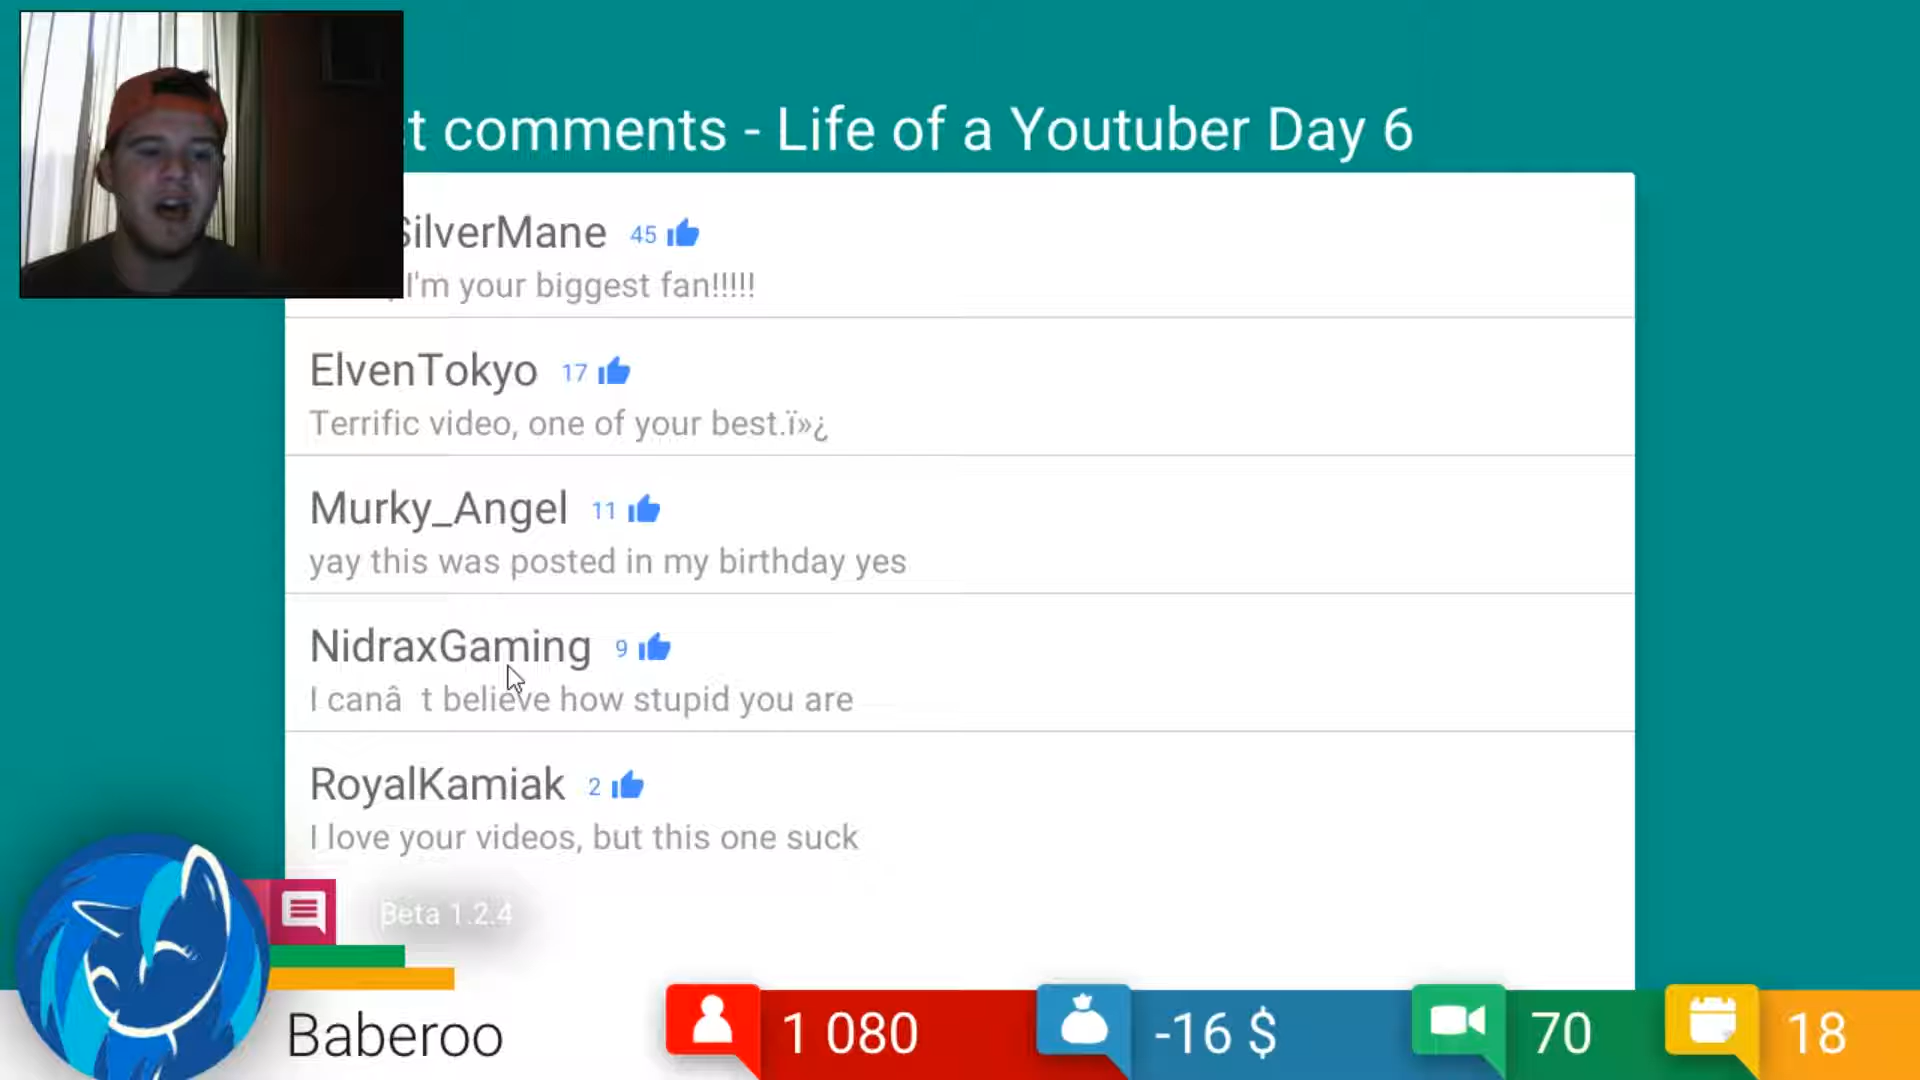 comments - Life of a Youtuber Day 6
SilverMane 45
I'm your biggest fan!!!!!
ElvenTokyo 17
Terrific video, one of your best.ï»¿
Murky_Angel 11
yay this was posted in my birthday yes
NidraxGaming 9
I canâ t believe how stupid you are
RoyalKamiak 2
I love your videos, but this one suck
Beta 1.2.4
Baberoo
1 080
-16 $
70
18